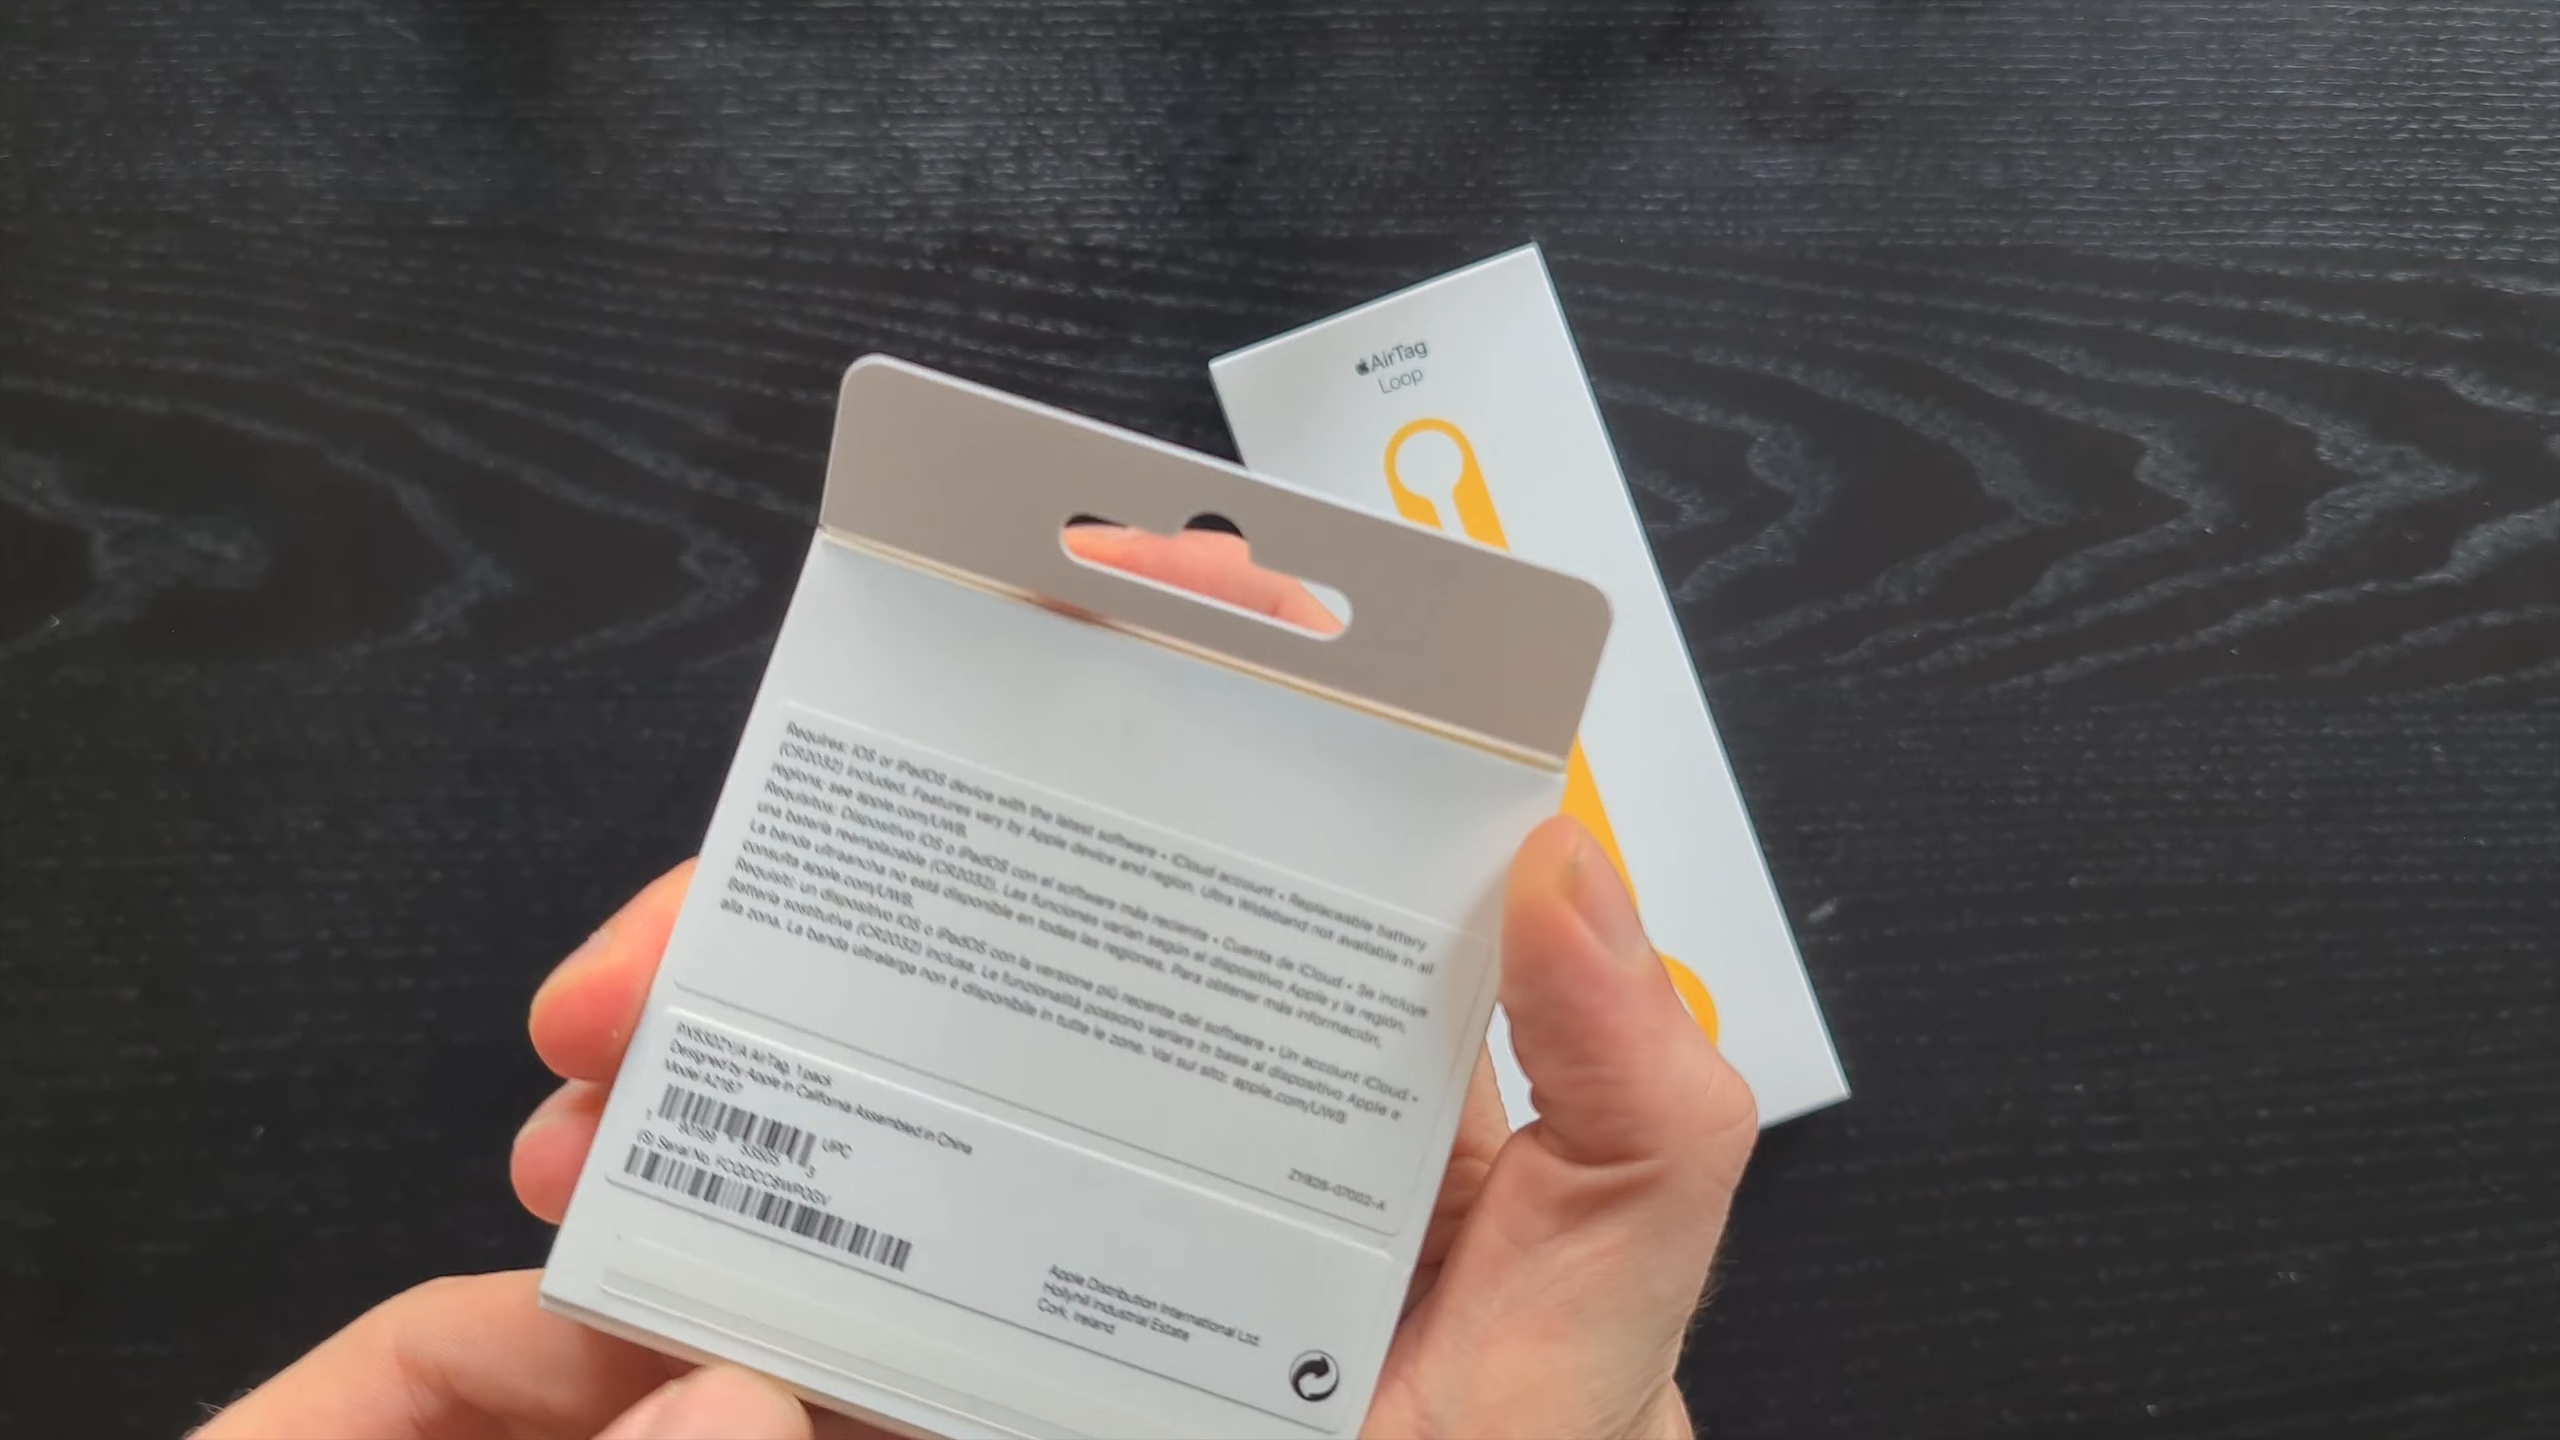 AirTag
Loop
Requires: iOS or iPadOS device with the latest software • iCloud account • Replaceable battery
(CR2032) included. Features vary by Apple device and region. Ultra Wideband not available in all
regions; see apple.com/UWB.
Requisitos: Dispositivo iOS o iPadOS con el software más reciente • Cuenta de iCloud • Se incluye
una batería reemplazable (CR2032). Las funciones varían según el dispositivo Apple y la región.
La banda ultraancha no está disponible en todas las regiones. Para obtener más información,
consulta apple.com/UWB.
Requisiti: un dispositivo iOS o iPadOS con la versione più recente del software • Un account iCloud •
Batteria sostitutiva (CR2032) inclusa. Le funzionalità possono variare in base al dispositivo Apple e
alla zona. La banda ultralarga non è disponibile in tutte le zone. Vai sul sito: apple.com/UWB
AirTag, 1 pack
Designed by Apple in California Assembled in China
Model A2187
UPC
(S) Serial No.
Apple Distribution International Ltd.
Hollyhill Industrial Estate
Cork, Ireland